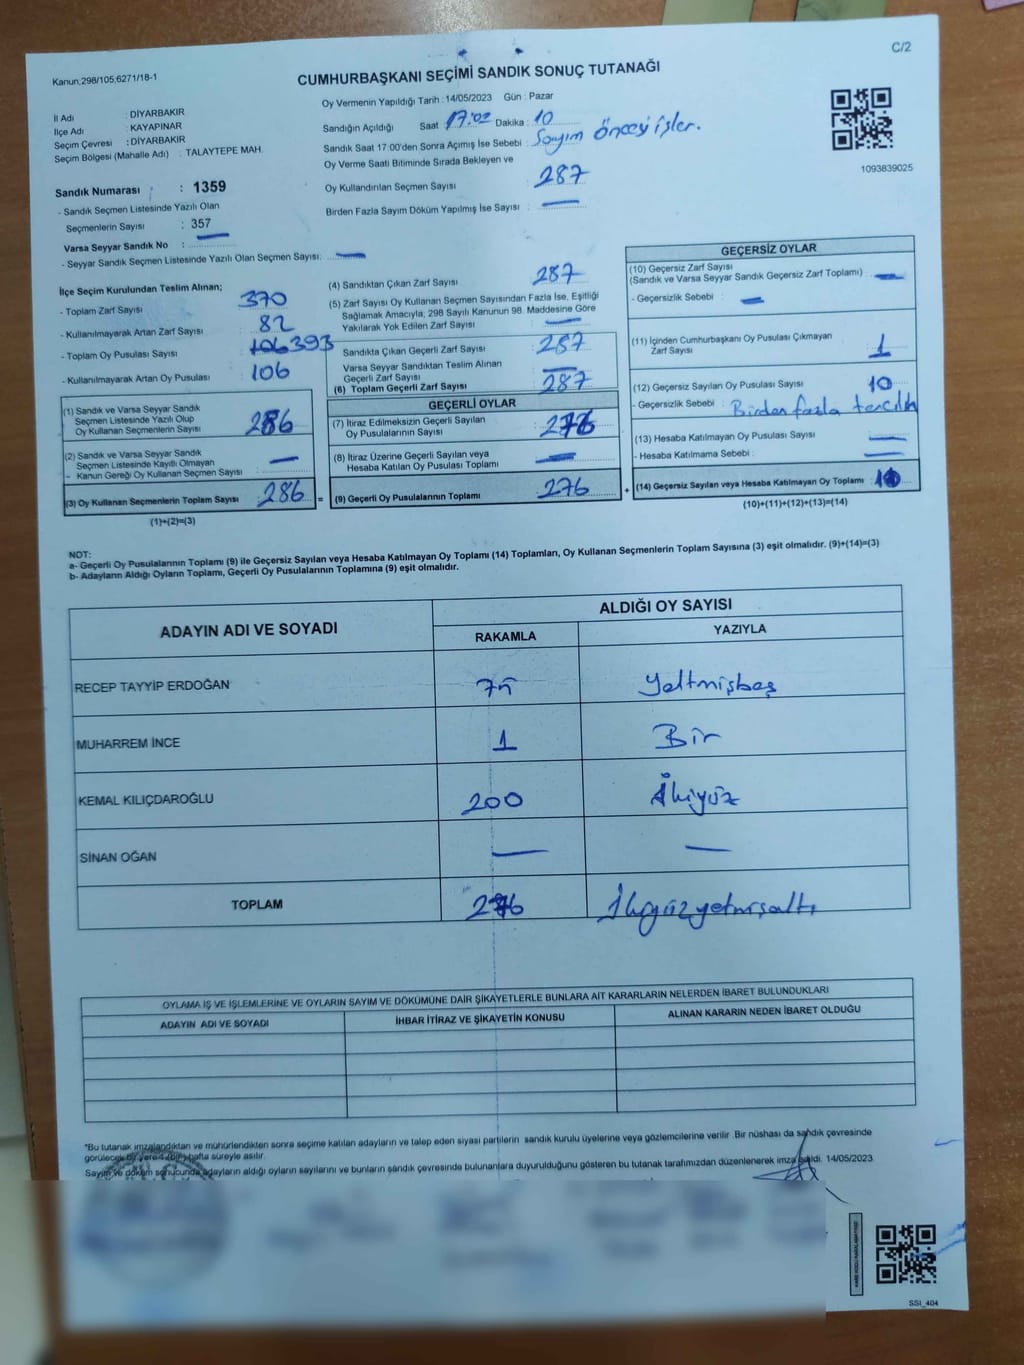 C/2
Kanun,298/105,6271/18-1
CUMHURBAŞKANI SEÇİMİ SANDIK SONUÇ TUTANAĞI
İl Adı : DİYARBAKIR
İlçe Adı : KAYAPINAR
Seçim Çevresi : DİYARBAKIR
Seçim Bölgesi (Mahalle Adı) : TALAYTEPE MAH.
Oy Vermenin Yapıldığı Tarih : 14/05/2023 Gün : Pazar
Sandığın Açıldığı Saat 17:02 Dakika : 10
Sandık Saat 17:00'den Sonra Açımış İse Sebebi : Sayım öncesi işler.
Oy Verme Saati Bitiminde Sırada Bekleyen ve
Oy Kullandırılan Seçmen Sayısı : 287
Birden Fazla Sayım Döküm Yapılmış İse Sayısı : —
1093839025
Sandık Numarası : 1359
- Sandık Seçmen Listesinde Yazılı Olan
Seçmenlerin Sayısı : 357
Varsa Seyyar Sandık No : —
- Seyyar Sandık Seçmen Listesinde Yazılı Olan Seçmen Sayısı: —
İlçe Seçim Kurulundan Teslim Alınan;
- Toplam Zarf Sayısı : 370
- Kullanılmayarak Artan Zarf Sayısı : 82
- Toplam Oy Pusulası Sayısı : 106 393
- Kullanılmayarak Artan Oy Pusulası : 106
(1) Sandık ve Varsa Seyyar Sandık
Seçmen Listesinde Yazılı Olup
Oy Kullanan Seçmenlerin Sayısı : 286
(2) Sandık ve Varsa Seyyar Sandık
Seçmen Listesinde Kayıtlı Olmayan
- Kanun Gereği Oy Kullanan Seçmen Sayısı : —
(3) Oy Kullanan Seçmenlerin Toplam Sayısı : 286 =
(1)+(2)=(3)
(4) Sandıktan Çıkan Zarf Sayısı : 287
(5) Zarf Sayısı Oy Kullanan Seçmen Sayısından Fazla İse, Eşitliği
Sağlamak Amacıyla, 298 Sayılı Kanunun 98. Maddesine Göre
Yakılarak Yok Edilen Zarf Sayısı : —
Sandıkta Çıkan Geçerli Zarf Sayısı : 287
Varsa Seyyar Sandıktan Teslim Alınan
Geçerli Zarf Sayısı : —
(6) Toplam Geçerli Zarf Sayısı : 287
GEÇERLİ OYLAR
(7) İtiraz Edilmeksizin Geçerli Sayılan
Oy Pusulalarının Sayısı : 276
(8) İtiraz Üzerine Geçerli Sayılan veya
Hesaba Katılan Oy Pusulası Toplamı : —
(9) Geçerli Oy Pusulalarının Toplamı : 276 +
GEÇERSİZ OYLAR
(10) Geçersiz Zarf Sayısı
(Sandık ve Varsa Seyyar Sandık Geçersiz Zarf Toplamı) : —
- Geçersizlik Sebebi : —
(11) İçinden Cumhurbaşkanı Oy Pusulası Çıkmayan
Zarf Sayısı : 1
(12) Geçersiz Sayılan Oy Pusulası Sayısı : 10
- Geçersizlik Sebebi : Birden fazla tercih
(13) Hesaba Katılmayan Oy Pusulası Sayısı : —
- Hesaba Katılmama Sebebi : —
(14) Geçersiz Sayılan veya Hesaba Katılmayan Oy Toplamı : 10
(10)+(11)+(12)+(13)=(14)
NOT:
a- Geçerli Oy Pusulalarının Toplamı (9) ile Geçersiz Sayılan veya Hesaba Katılmayan Oy Toplamı (14) Toplamları, Oy Kullanan Seçmenlerin Toplam Sayısına (3) eşit olmalıdır. (9)+(14)=(3)
b- Adayların Aldığı Oyların Toplamı, Geçerli Oy Pusulalarının Toplamına (9) eşit olmalıdır.
ADAYIN ADI VE SOYADI ALDIĞI OY SAYISI
RAKAMLA YAZIYLA
RECEP TAYYİP ERDOĞAN 75 Yetmişbeş
MUHARREM İNCE 1 Bir
KEMAL KILIÇDAROĞLU 200 İkiyüz
SİNAN OĞAN — —
TOPLAM 276 İkiyüzyetmişaltı
OYLAMA İŞ VE İŞLEMLERİNE VE OYLARIN SAYIM VE DÖKÜMÜNE DAİR ŞİKAYETLERLE BUNLARA AİT KARARLARIN NELERDEN İBARET BULUNDUKLARI
ADAYIN ADI VE SOYADI İHBAR İTİRAZ VE ŞİKAYETİN KONUSU ALINAN KARARIN NEDEN İBARET OLDUĞU
*Bu tutanak imzalandıktan ve mühürlendikten sonra seçime katılan adayların ve talep eden siyasi partilerin sandık kurulu üyelerine veya gözlemcilerine verilir. Bir nüshası da sandık çevresinde
görülecek bir yere 1 (bir) hafta süreyle asılır.
Sayım ve döküm sonucunda adayların aldığı oyların sayılarını ve bunların sandık çevresinde bulunanlara duyurulduğunu gösteren bu tutanak tarafımızdan düzenlenerek imza edildi. 14/05/2023
SSI_404